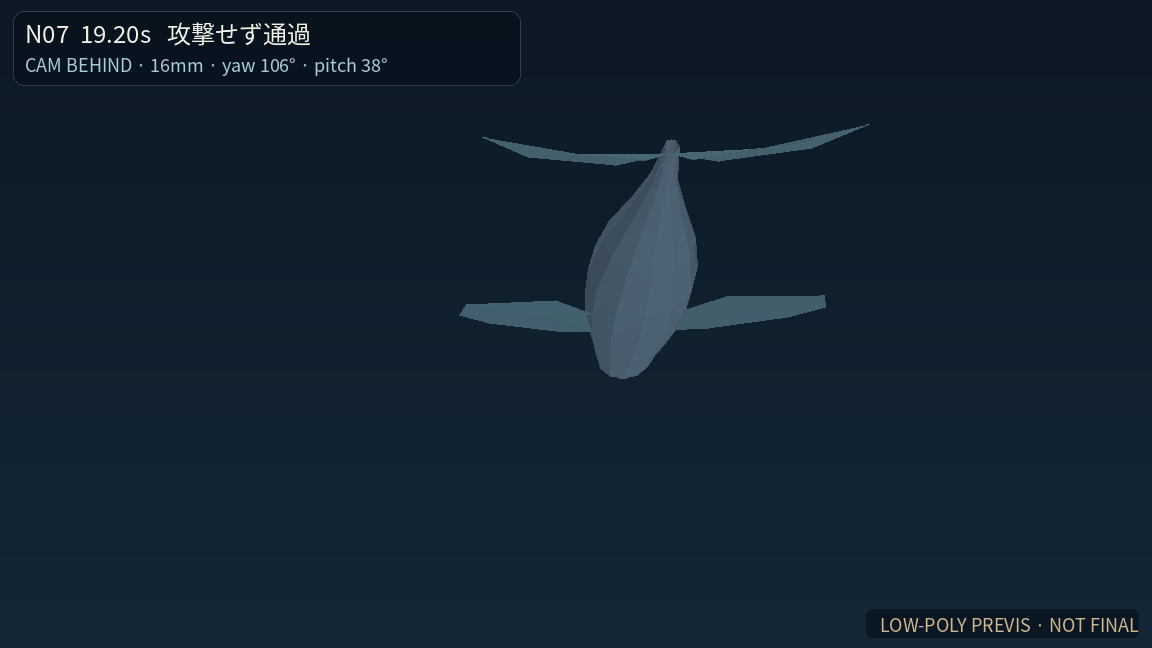 N07 19.20s 攻撃せず通過
CAM BEHIND · 16mm · yaw 106° · pitch 38°
LOW-POLY PREVIS · NOT FINAL